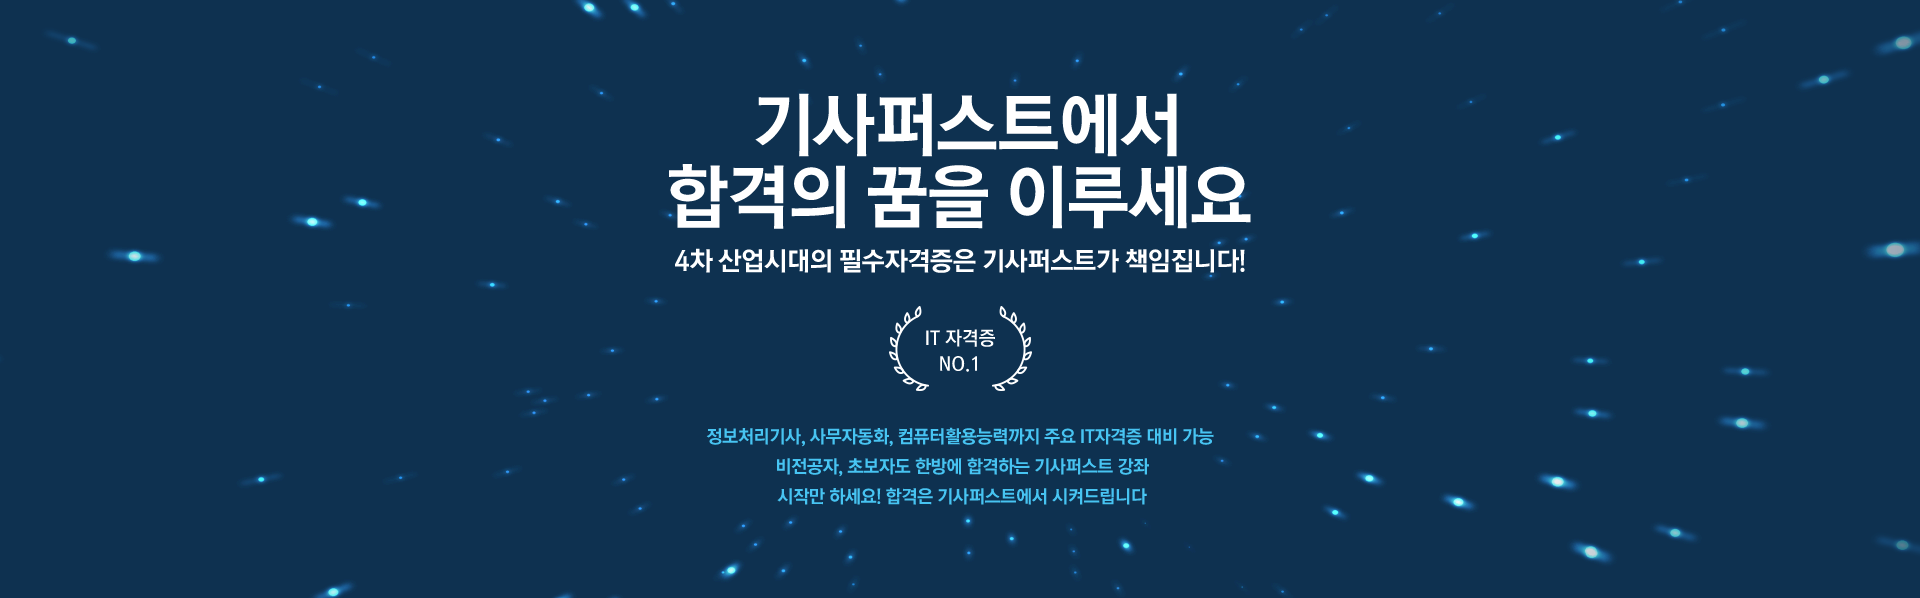 기사퍼스트에서
합격의 꿈을 이루세요
4차 산업시대의 필수자격증은 기사퍼스트가 책임집니다!
IT 자격증
NO.1
정보처리기사, 사무자동화, 컴퓨터활용능력까지 주요 IT자격증 대비 가능
비전공자, 초보자도 한방에 합격하는 기사퍼스트 강좌
시작만 하세요! 합격은 기사퍼스트에서 시켜드립니다